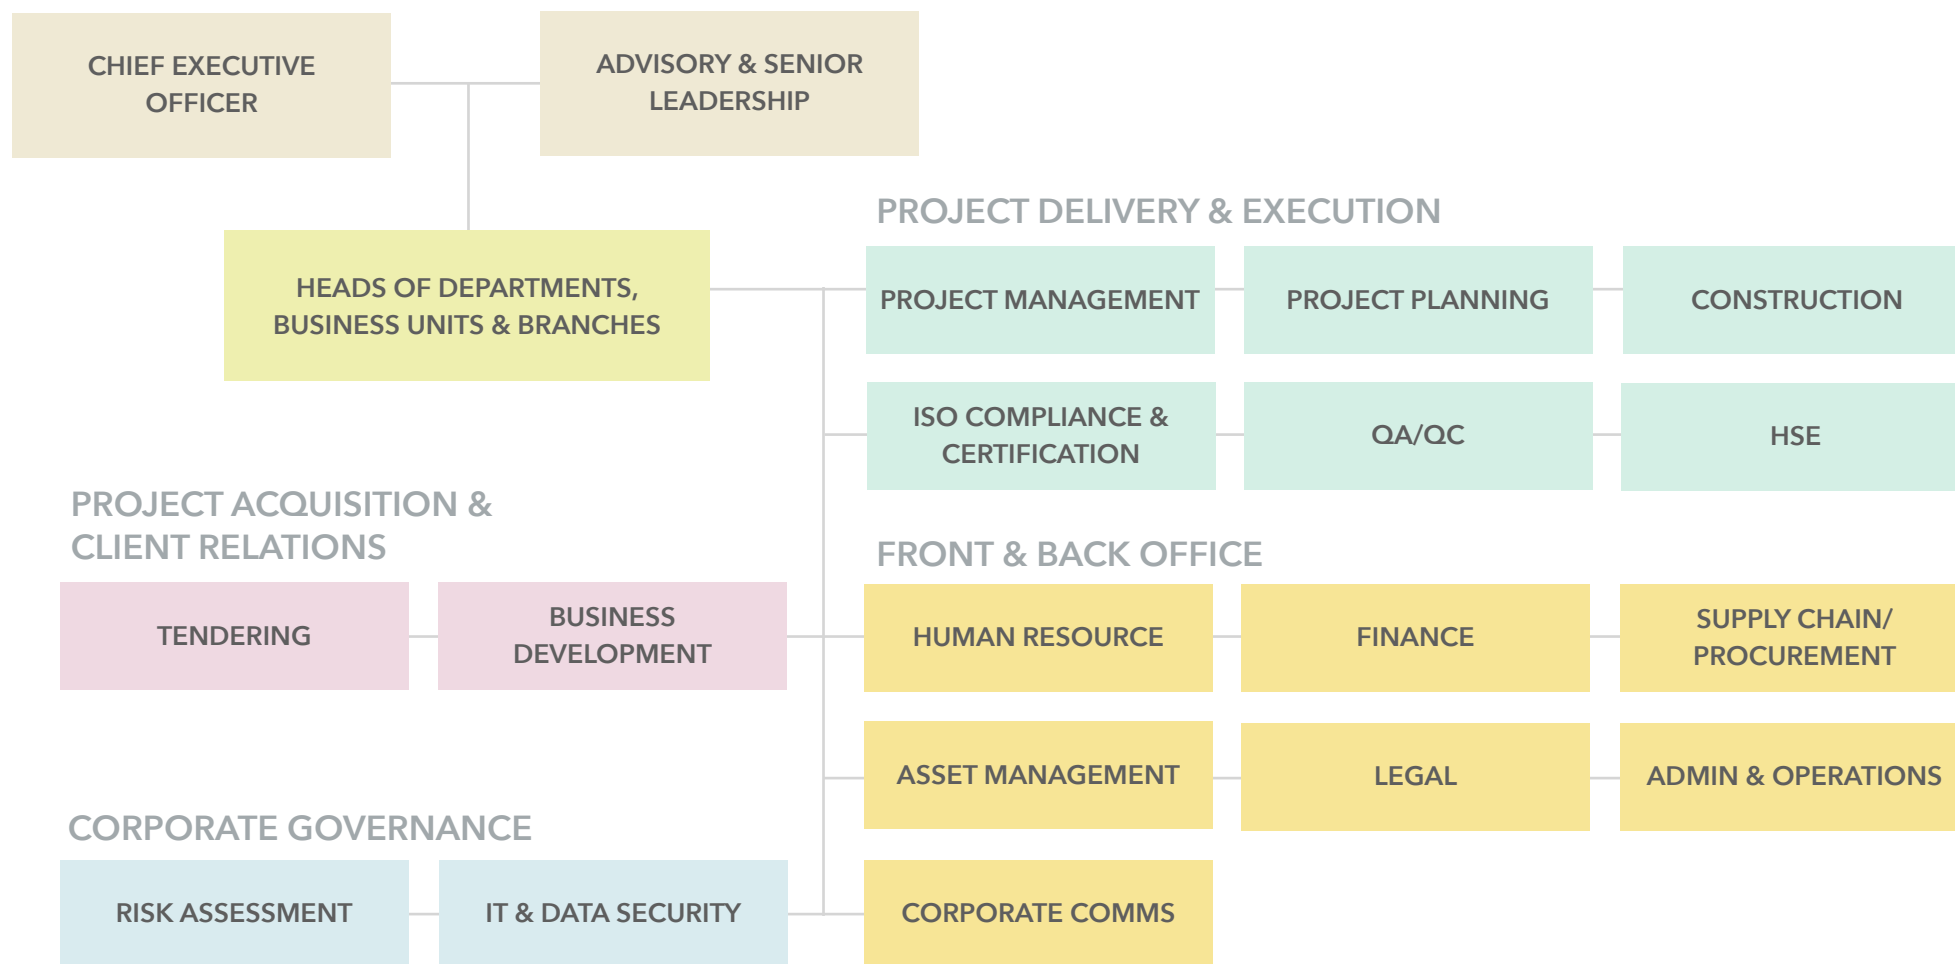 CHIEF EXECUTIVE
OFFICER
ADVISORY & SENIOR
LEADERSHIP
HEADS OF DEPARTMENTS,
BUSINESS UNITS & BRANCHES
PROJECT DELIVERY & EXECUTION
PROJECT MANAGEMENT
PROJECT PLANNING
CONSTRUCTION
ISO COMPLIANCE &
CERTIFICATION
QA/QC
HSE
PROJECT ACQUISITION &
CLIENT RELATIONS
TENDERING
BUSINESS
DEVELOPMENT
FRONT & BACK OFFICE
HUMAN RESOURCE
FINANCE
SUPPLY CHAIN/
PROCUREMENT
ASSET MANAGEMENT
LEGAL
ADMIN & OPERATIONS
CORPORATE GOVERNANCE
RISK ASSESSMENT
IT & DATA SECURITY
CORPORATE COMMS